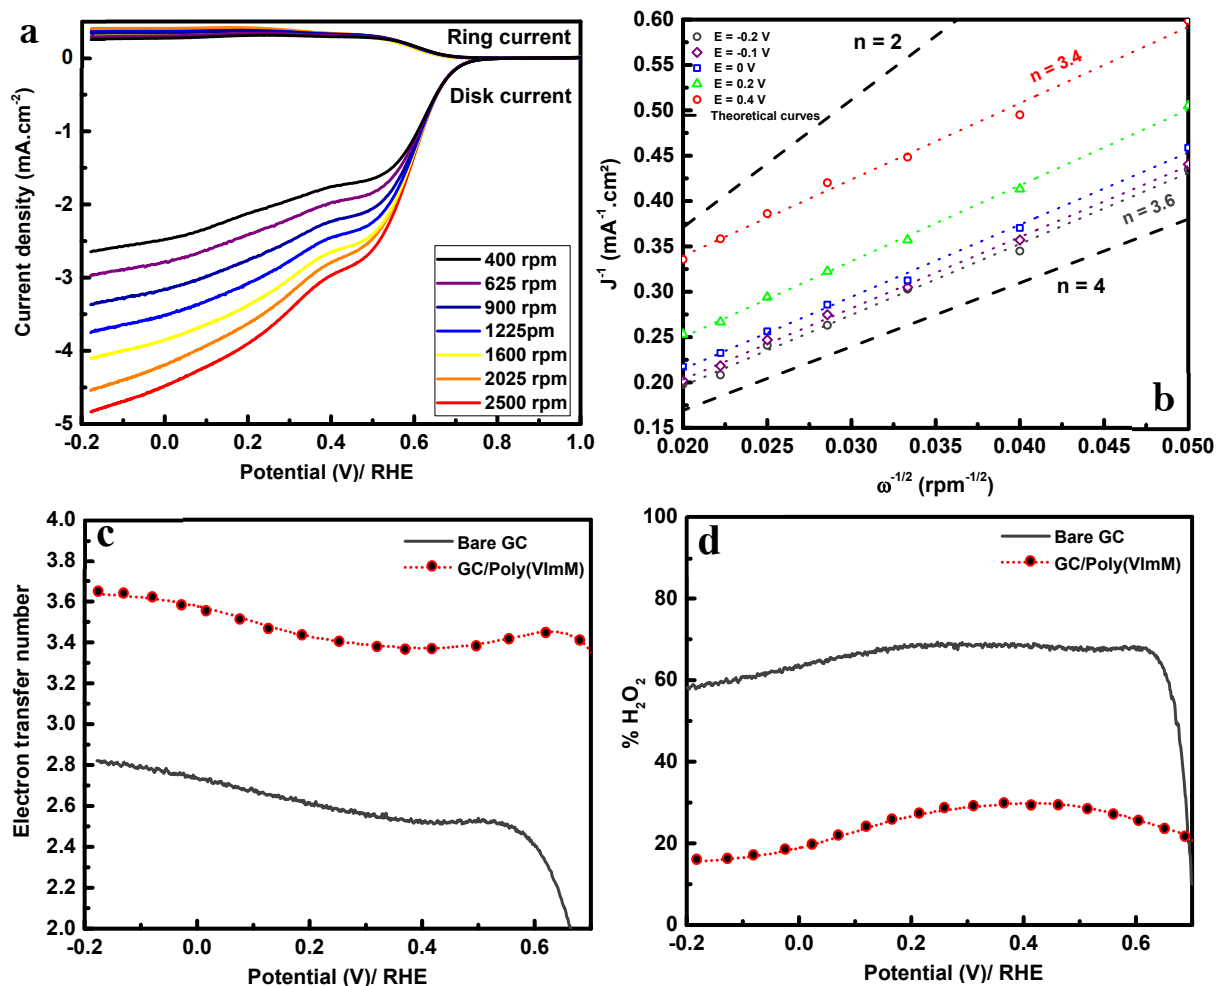 a
Ring current
Disk current
0
-1
-2
-3
-4
-5
-0.2 0.0 0.2 0.4 0.6 0.8 1.0
Current density (mA.cm⁻²)
Potential (V)/ RHE
400 rpm
625 rpm
900 rpm
1225pm
1600 rpm
2025 rpm
2500 rpm
b
E = -0.2 V
E = -0.1 V
E = 0 V
E = 0.2 V
E = 0.4 V
Theoretical curves
n = 2
n = 3.4
n = 3.6
n = 4
0.60
0.55
0.50
0.45
0.40
0.35
0.30
0.25
0.20
0.15
0.020 0.025 0.030 0.035 0.040 0.045 0.050
J⁻¹ (mA⁻¹.cm²)
ω⁻¹/² (rpm⁻¹/²)
c
Bare GC
GC/Poly(VImM)
4.0
3.8
3.6
3.4
3.2
3.0
2.8
2.6
2.4
2.2
2.0
-0.2 0.0 0.2 0.4 0.6
Electron transfer number
Potential (V)/ RHE
d
Bare GC
GC/Poly(VImM)
100
80
60
40
20
0
-0.2 0.0 0.2 0.4 0.6
% H₂O₂
Potential (V)/ RHE